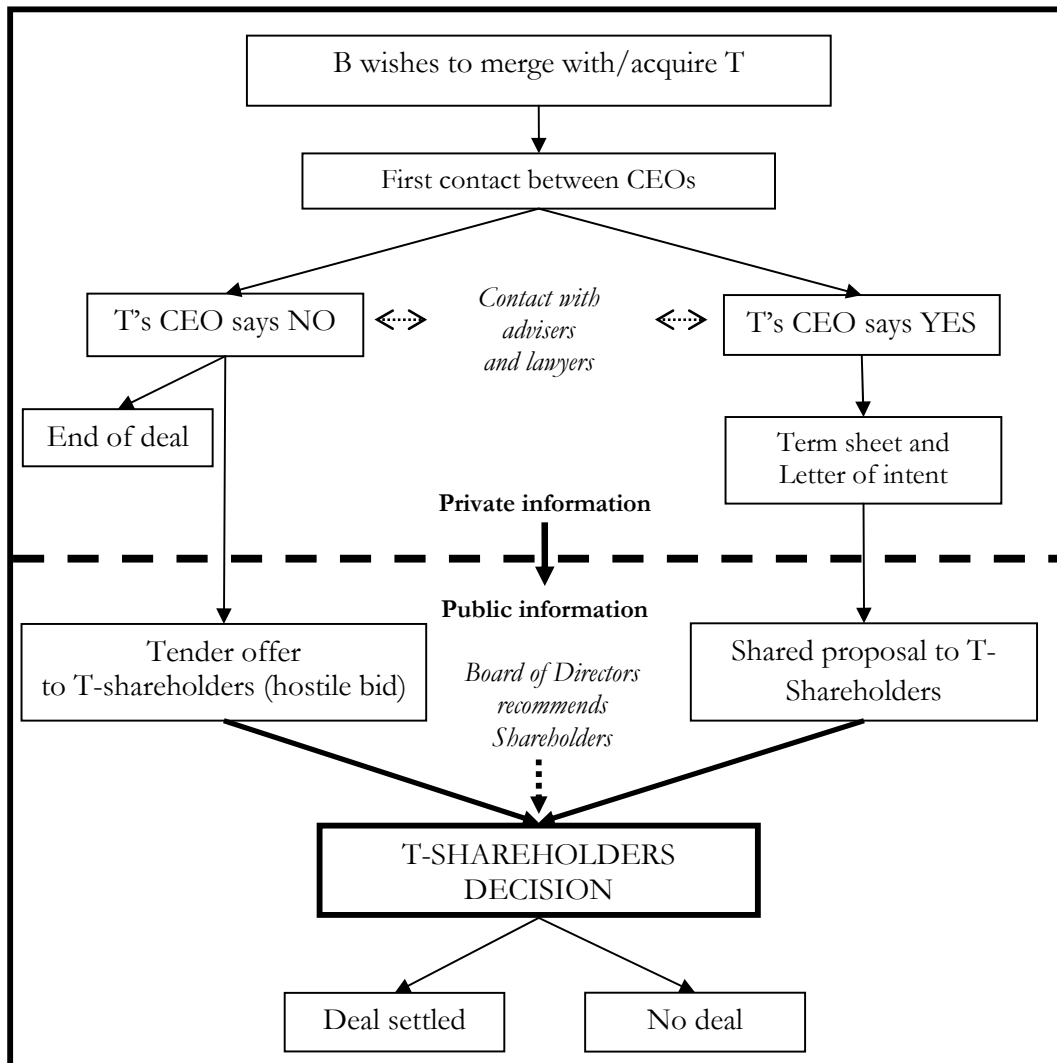 B wishes to merge with/acquire T
First contact between CEOs
T's CEO says NO
Contact with
advisers
and lawyers
T's CEO says YES
End of deal
Term sheet and
Letter of intent
Private information
Public information
Tender offer
to T-shareholders (hostile bid)
Board of Directors
recommends
Shareholders
Shared proposal to T-
Shareholders
T-SHAREHOLDERS
DECISION
Deal settled
No deal